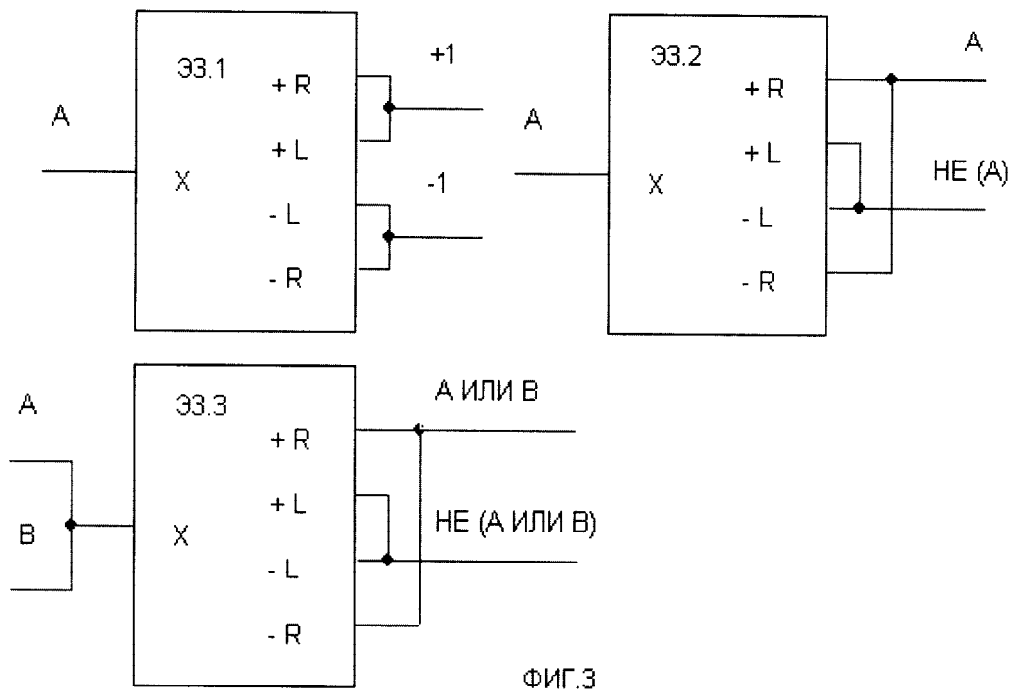 ЭЗ.1
A
X
+ R
+ L
- L
- R
+1
-1
ЭЗ.2
A
X
+ R
+ L
- L
- R
A
НЕ (A)
ЭЗ.3
A
B
X
+ R
+ L
- L
- R
А ИЛИ В
НЕ (А ИЛИ В)
ФИГ.3